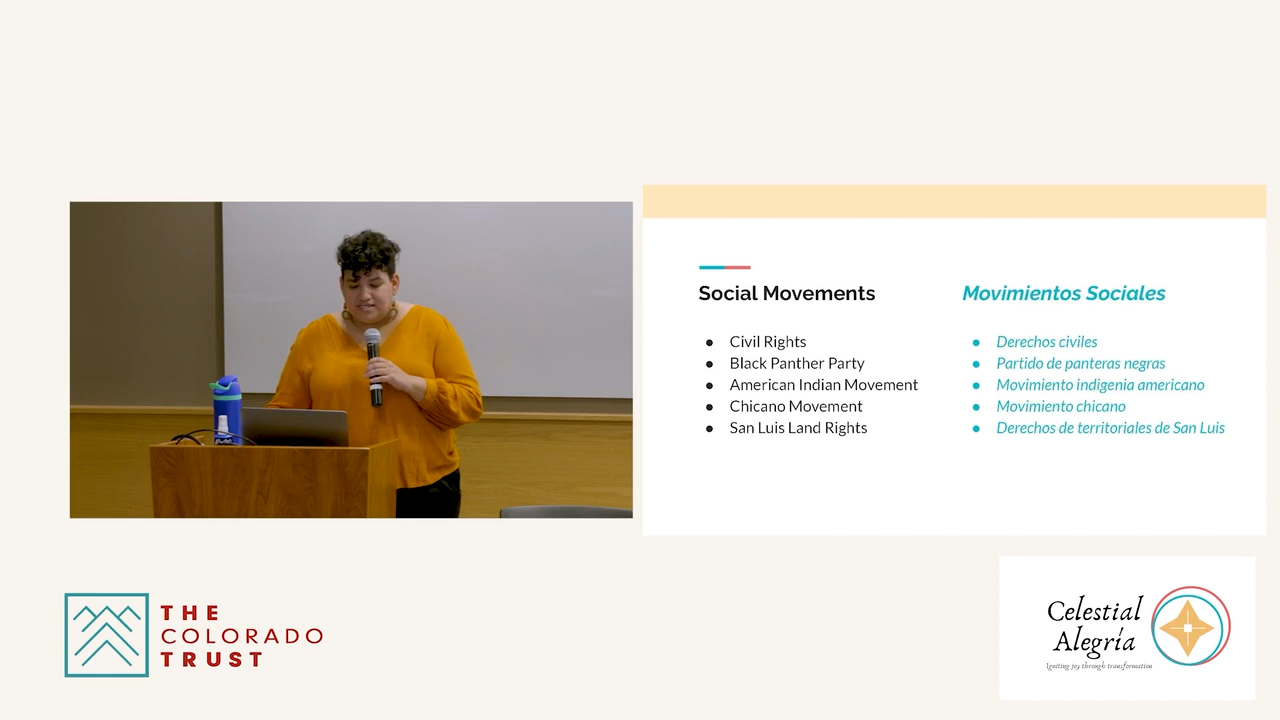 Social Movements
● Civil Rights
● Black Panther Party
● American Indian Movement
● Chicano Movement
● San Luis Land Rights
Movimientos Sociales
● Derechos civiles
● Partido de panteras negras
● Movimiento indigenia americano
● Movimiento chicano
● Derechos de territoriales de San Luis
THE
COLORADO
TRUST
Celestial
Alegría
Igniting joy through transformation